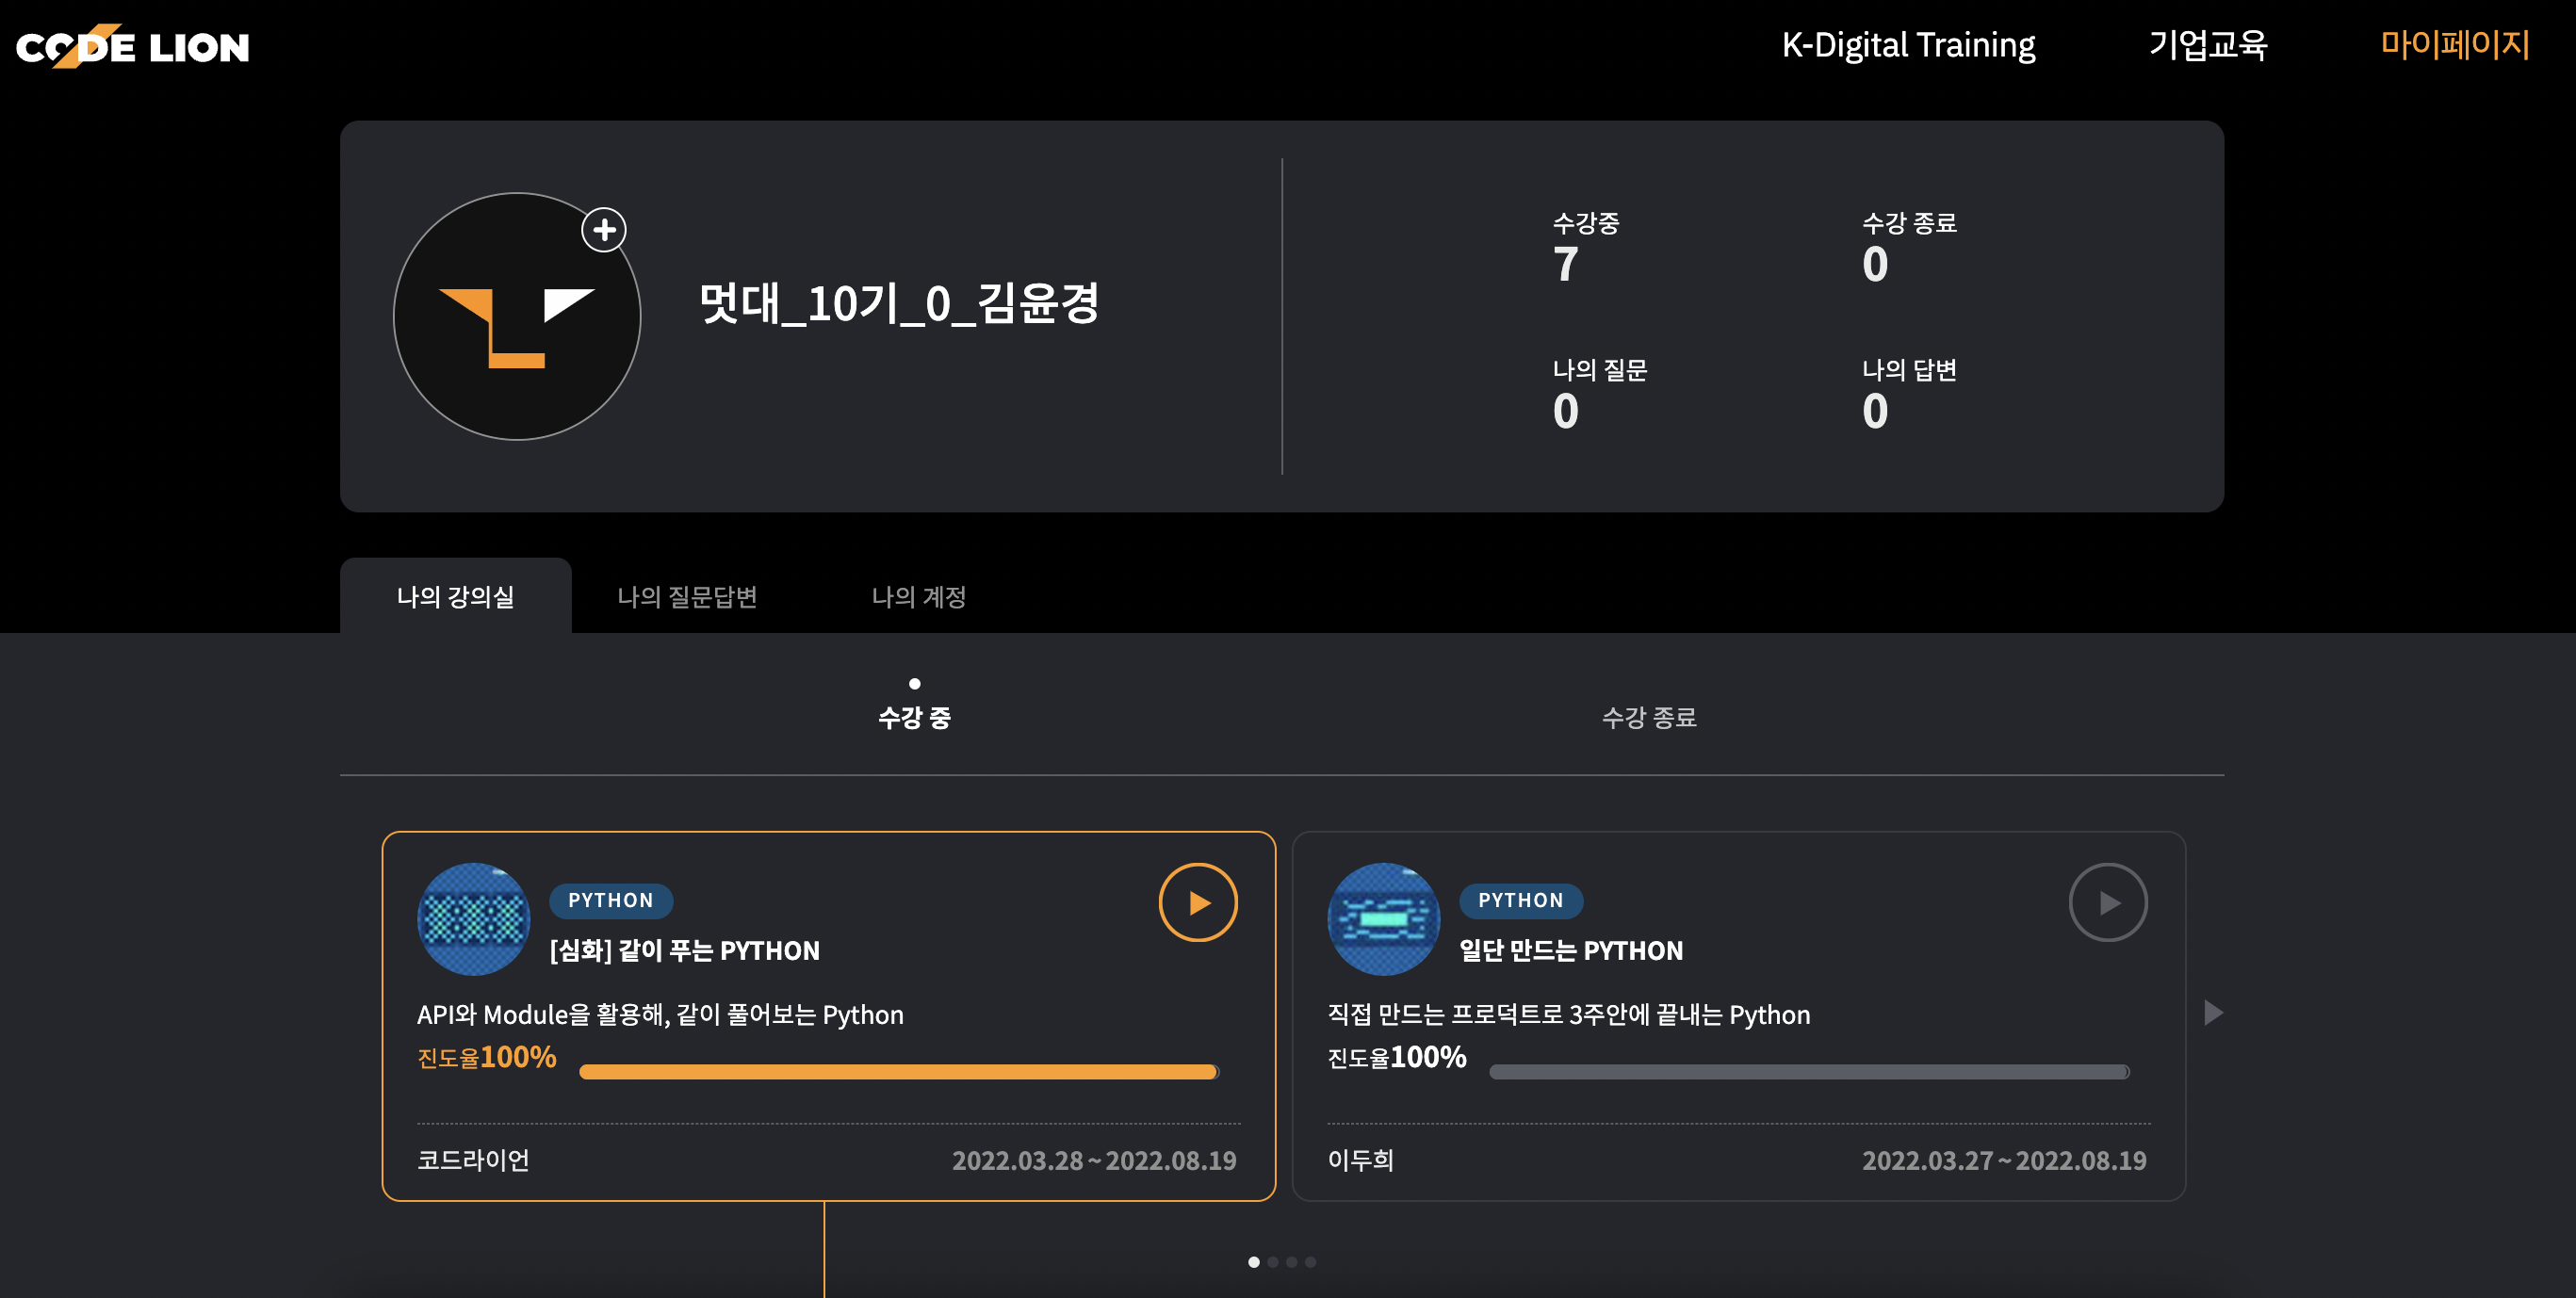 CODE LION
K-Digital Training 기업교육 마이페이지
멋대_10기_0_김윤경
수강중 수강 종료
7 0
나의 질문 나의 답변
0 0
나의 강의실 나의 질문답변 나의 계정
수강 중 수강 종료
PYTHON
[심화] 같이 푸는 PYTHON
API와 Module을 활용해, 같이 풀어보는 Python
진도율100%
코드라이언 2022.03.28 ~ 2022.08.19
PYTHON
일단 만드는 PYTHON
직접 만드는 프로덕트로 3주안에 끝내는 Python
진도율100%
이두희 2022.03.27 ~ 2022.08.19